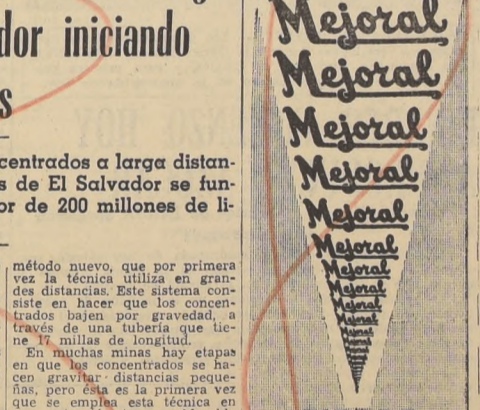 dor iniciando
s
centrados a larga distan-
s de El Salvador se fun-
or de 200 millones de li-
método nuevo, que por primera
vez la técnica utiliza en gran-
des distancias. Este sistema con-
siste en hacer que los concen-
trados bajen por gravedad, a
través de una tubería que tie-
ne 17 millas de longitud.
En muchas minas hay etapas
en que los concentrados se ha-
cen gravitar distancias peque-
ñas, pero ésta es la primera vez
que se emplea esta técnica en
Mejoral
Mejoral
Mejoral
Mejoral
Mejoral
Mejoral
Mejoral
Mejoral
Mejoral
Mejoral
Mejoral